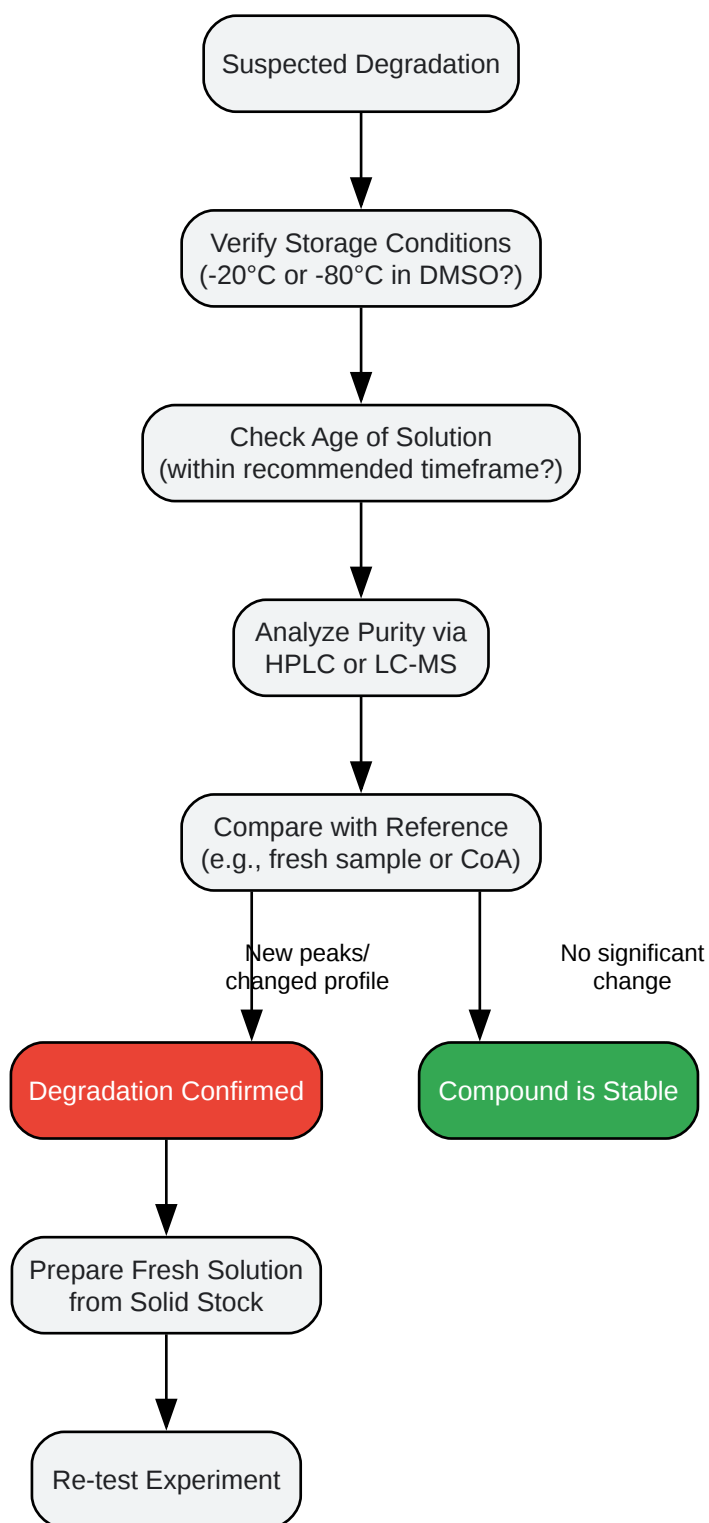 Suspected Degradation
Verify Storage Conditions
(-20°C or -80°C in DMSO?)
Check Age of Solution
(within recommended timeframe?)
Analyze Purity via
HPLC or LC-MS
Compare with Reference
(e.g., fresh sample or CoA)
New peaks/
changed profile
No significant
change
Degradation Confirmed
Compound is Stable
Prepare Fresh Solution
from Solid Stock
Re-test Experiment